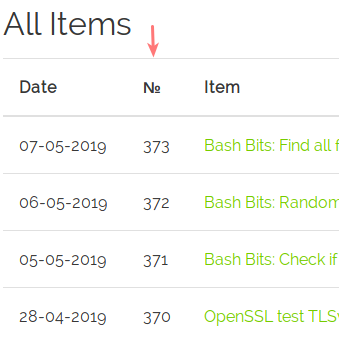 All Items
Date № Item
07-05-2019 373 Bash Bits: Find all
06-05-2019 372 Bash Bits: Random
05-05-2019 371 Bash Bits: Check if
28-04-2019 370 OpenSSL test TLS